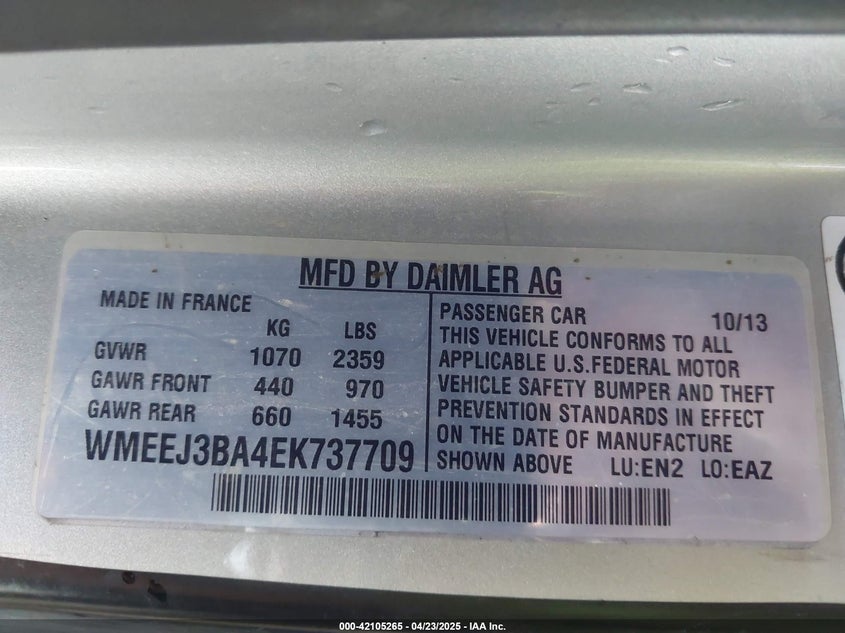 MFD BY DAIMLER AG
MADE IN FRANCE
KG LBS
GVWR 1070 2359
GAWR FRONT 440 970
GAWR REAR 660 1455
WMEEJ3BA4EK737709
PASSENGER CAR 10/13
THIS VEHICLE CONFORMS TO ALL
APPLICABLE U.S.FEDERAL MOTOR
VEHICLE SAFETY BUMPER AND THEFT
PREVENTION STANDARDS IN EFFECT
ON THE DATE OF MANUFACTURE
SHOWN ABOVE LU:EN2 LO:EAZ
000-42105265 - 04/23/2025 - IAA Inc.